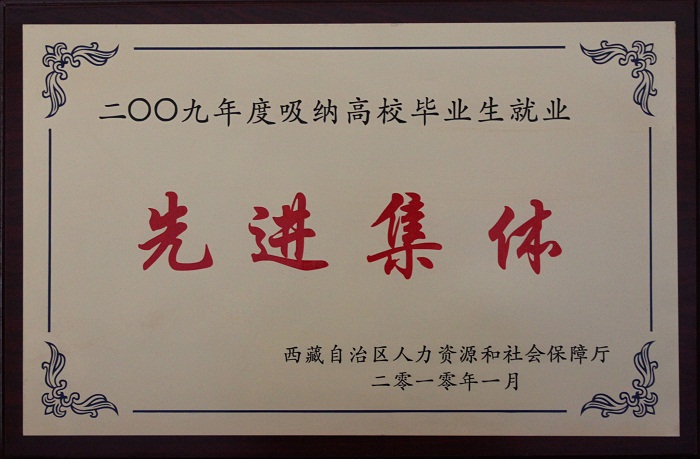 二〇〇九年度吸纳高校毕业生就业
先进集体
西藏自治区人力资源和社会保障厅
二零一零年一月